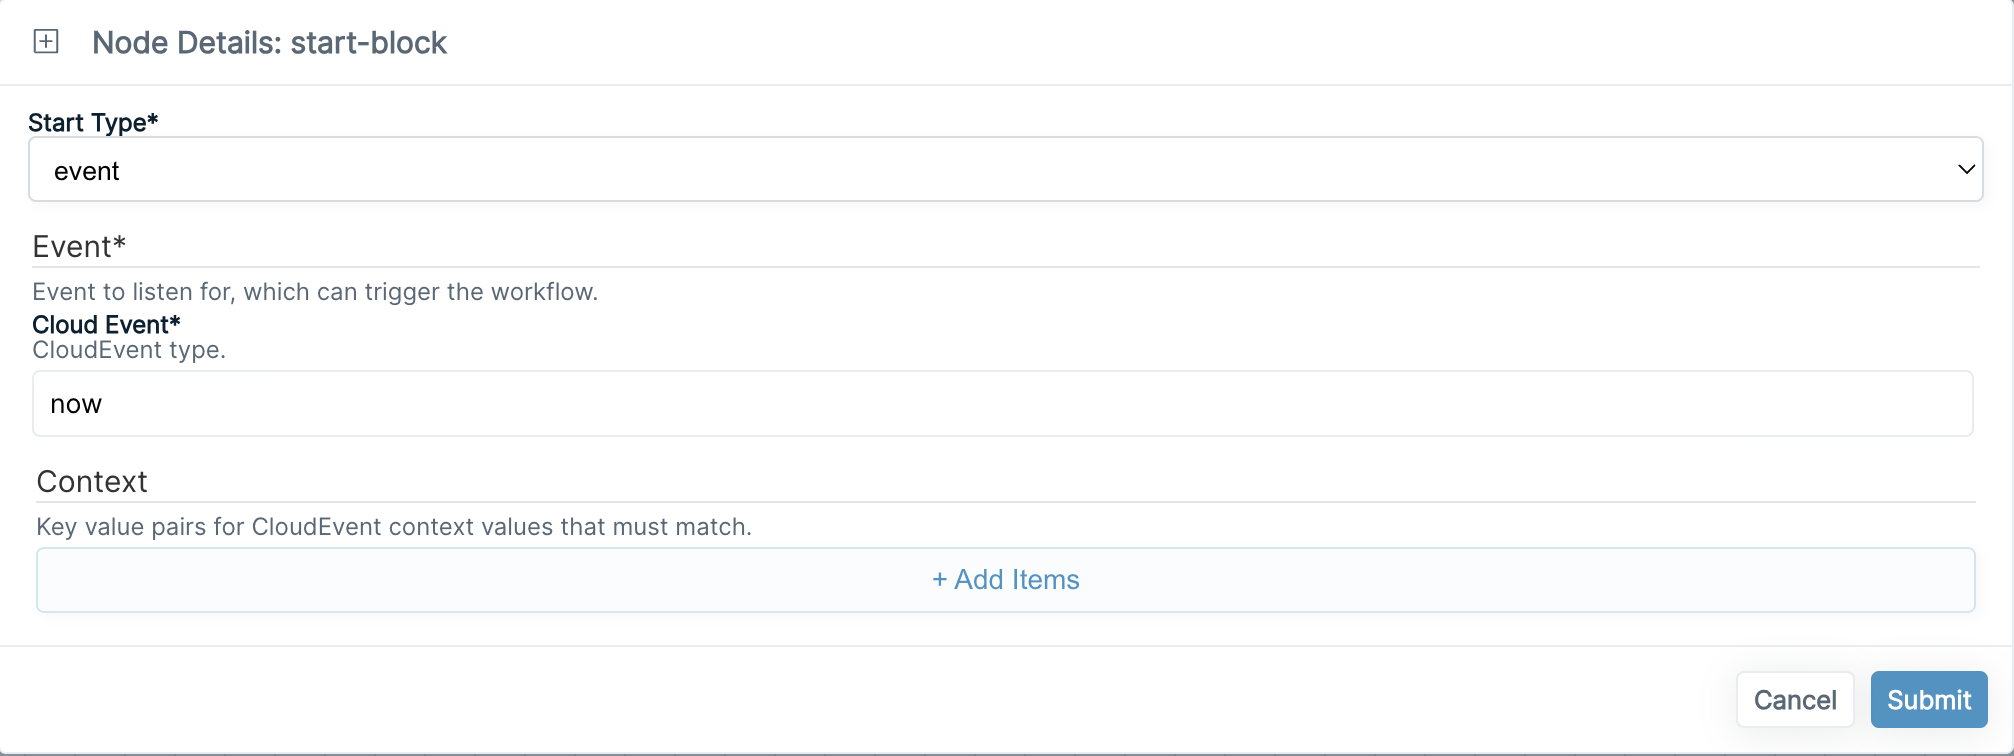 Node Details: start-block
Start Type*
event
Event*
Event to listen for, which can trigger the workflow.
Cloud Event*
CloudEvent type.
now
Context
Key value pairs for CloudEvent context values that must match.
+ Add Items
Cancel Submit